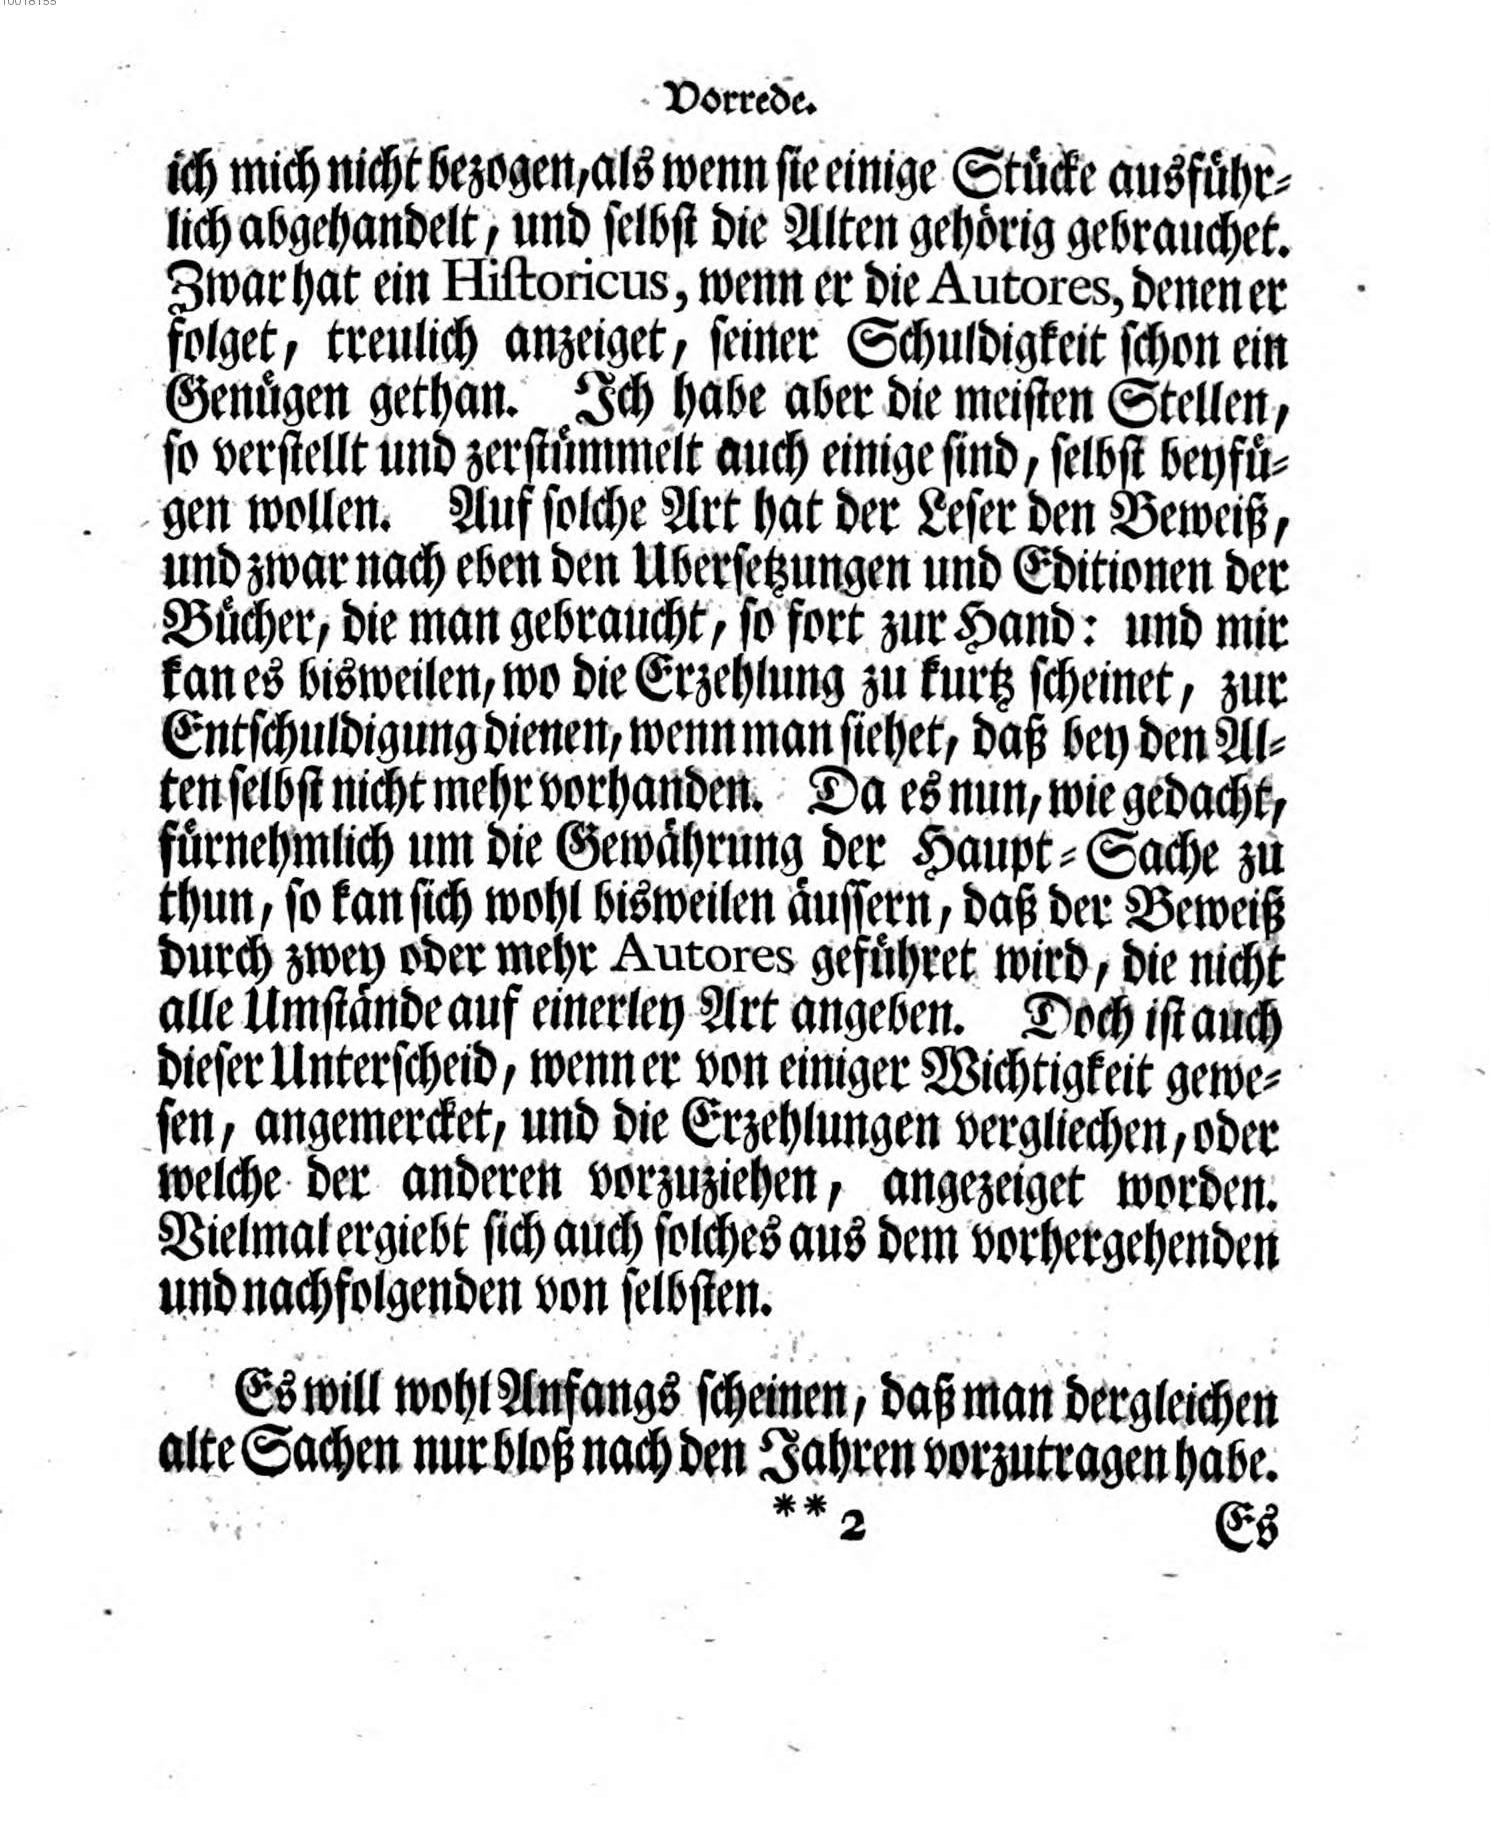 10018155
Vorrede.
ich mich nicht bezogen, als wenn sie einige Stücke ausführ-
lich abgehandelt, und selbst die Alten gehörig gebrauchet.
Zwar hat ein Historicus, wenn er die Autores, denen er
folget, treulich anzeiget, seiner Schuldigkeit schon ein
Genügen gethan. Ich habe aber die meisten Stellen,
so verstellt und zerstümmelt auch einige sind, selbst beyfü-
gen wollen. Auf solche Art hat der Leser den Beweiß,
und zwar nach eben den Ubersetzungen und Editionen der
Bücher, die man gebraucht, so fort zur Hand: und mir
kan es bisweilen, wo die Erzehlung zu kurtz scheinet, zur
Entschuldigung dienen, wenn man siehet, daß bey den Al-
ten selbst nicht mehr vorhanden. Da es nun, wie gedacht,
fürnehmlich um die Gewährung der Haupt-Sache zu
thun, so kan sich wohl bisweilen äussern, daß der Beweiß
durch zwey oder mehr Autores geführet wird, die nicht
alle Umstände auf einerley Art angeben. Doch ist auch
dieser Unterscheid, wenn er von einiger Wichtigkeit gewe-
sen, angemercket, und die Erzehlungen vergliechen, oder
welche der anderen vorzuziehen, angezeiget worden.
Vielmal ergiebt sich auch solches aus dem vorhergehenden
und nachfolgenden von selbsten.
Es will wohl Anfangs scheinen, daß man dergleichen
alte Sachen nur bloß nach den Jahren vorzutragen habe.
** 2 Es